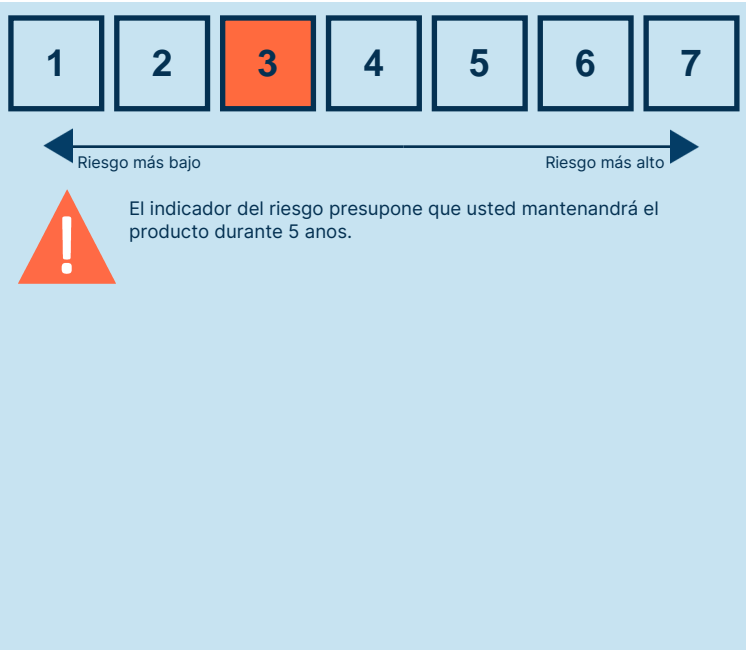 1 2 3 4 5 6 7
Riesgo más bajo Riesgo más alto
El indicador del riesgo presupone que usted mantenandrá el
producto durante 5 anos.